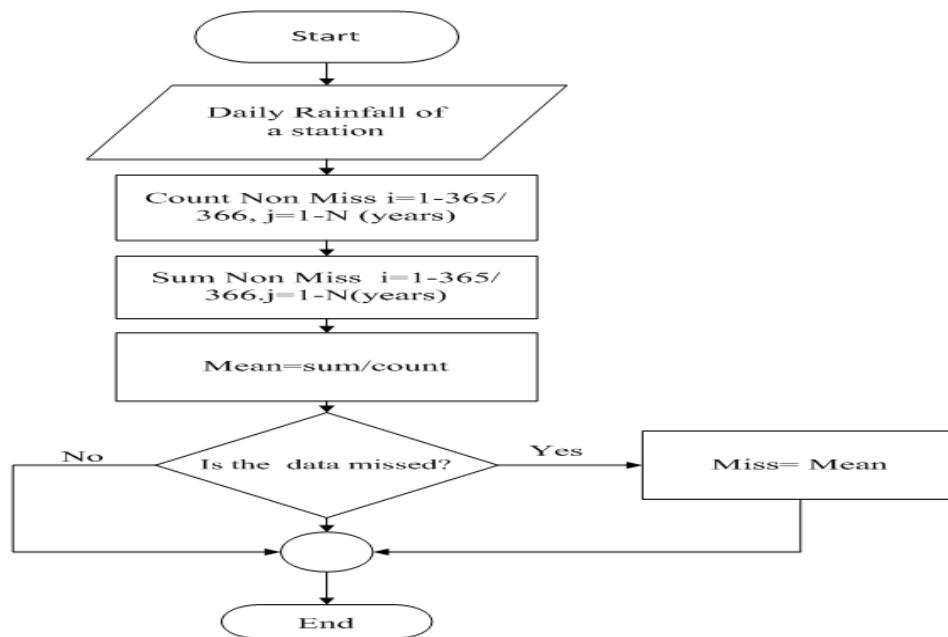 Start
Daily Rainfall of
a station
Count Non Miss i=1-365/
366, j=1-N (years)
Sum Non Miss i=1-365/
366.j=1-N(years)
Mean=sum/count
Is the data missed?
No
Yes
Miss= Mean
End